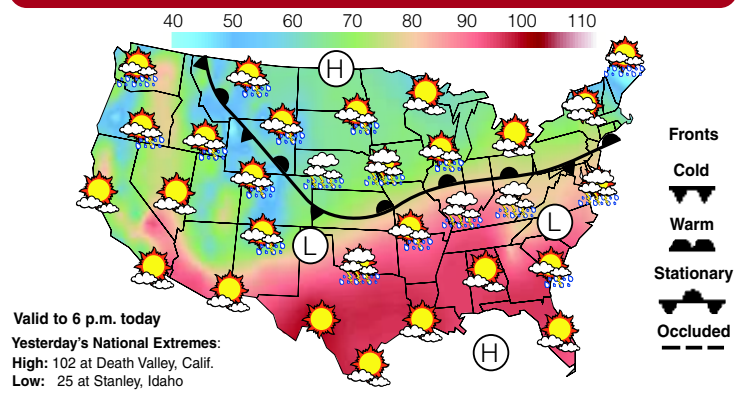 40 50 60 70 80 90 100 110
H
L
L
H
Fronts
Cold
Warm
Stationary
Occluded
Valid to 6 p.m. today
Yesterday's National Extremes:
High: 102 at Death Valley, Calif.
Low: 25 at Stanley, Idaho